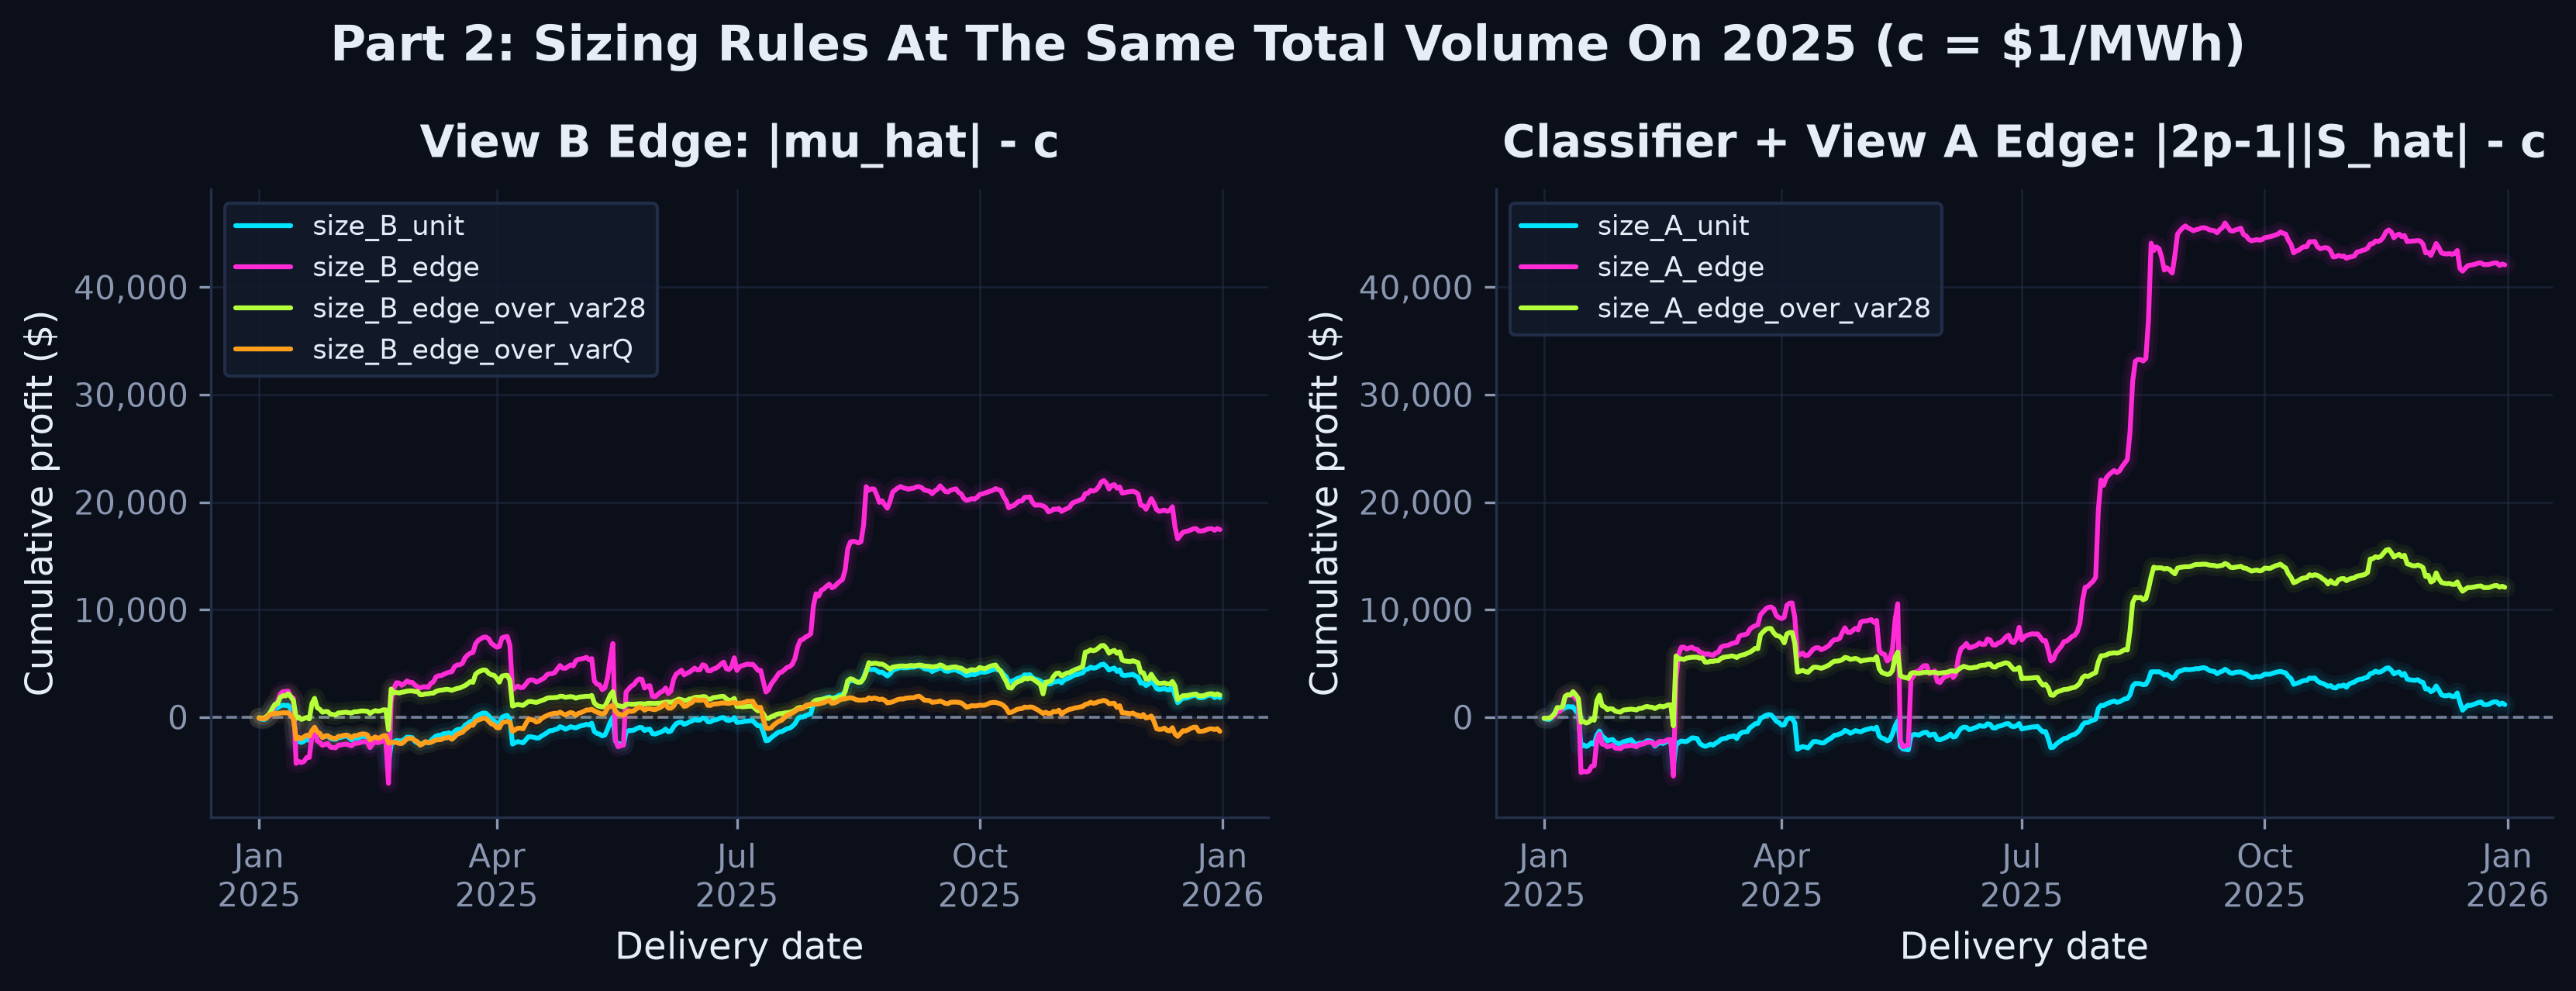 Part 2: Sizing Rules At The Same Total Volume On 2025 (c = $1/MWh)
View B Edge: |mu_hat| - c
size_B_unit
size_B_edge
size_B_edge_over_var28
size_B_edge_over_varQ
Cumulative profit ($)
40,000
30,000
20,000
10,000
0
Jan
2025
Apr
2025
Jul
2025
Oct
2025
Jan
2026
Delivery date
Classifier + View A Edge: |2p-1||S_hat| - c
size_A_unit
size_A_edge
size_A_edge_over_var28
Cumulative profit ($)
40,000
30,000
20,000
10,000
0
Jan
2025
Apr
2025
Jul
2025
Oct
2025
Jan
2026
Delivery date